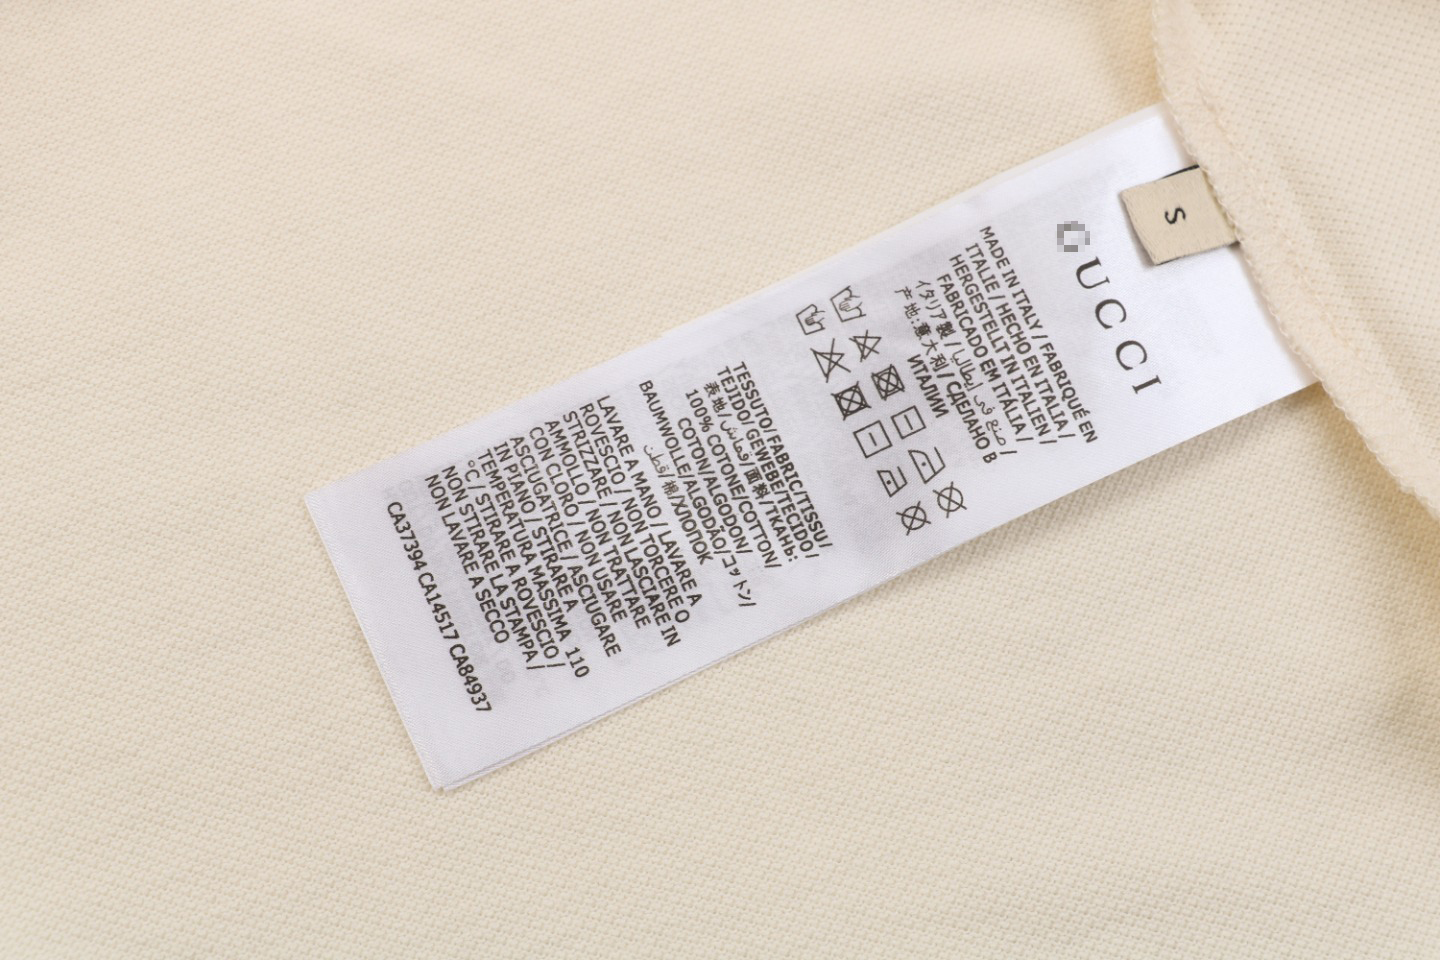 GUCCI
S
MADE IN ITALY / FABRIQUÉ EN
ITALIE / HECHO EN ITALIA /
HERGESTELLT IN ITALIEN /
FABRICADO EM ITÁLIA /
イタリア製 / صنع في إيطاليا /
产 地:意 大 利 / СДЕЛАНО В
ИТАЛИИ
TESSUTO/FABRIC/TISSU/
TEJIDO/GEWEBE/TECIDO/
表 地/قماش/面料/ТКАНЬ:
100% COTONE/COTTON/
COTON/ALGODON/
BAUMWOLLE/ALGODÃO/コットン/
قطن/棉/ХЛОПОК
LAVARE A MANO / LAVARE A
ROVESCIO / NON TORCERE O
STRIZZARE / NON LASCIARE IN
AMMOLLO / NON TRATTARE
CON CLORO / NON USARE
ASCIUGATRICE / ASCIUGARE
IN PIANO / STIRARE A
TEMPERATURA MASSIMA 110
°C / STIRARE A ROVESCIO /
NON STIRARE LA STAMPA /
NON LAVARE A SECCO
CA37394 CA14517 CA84937